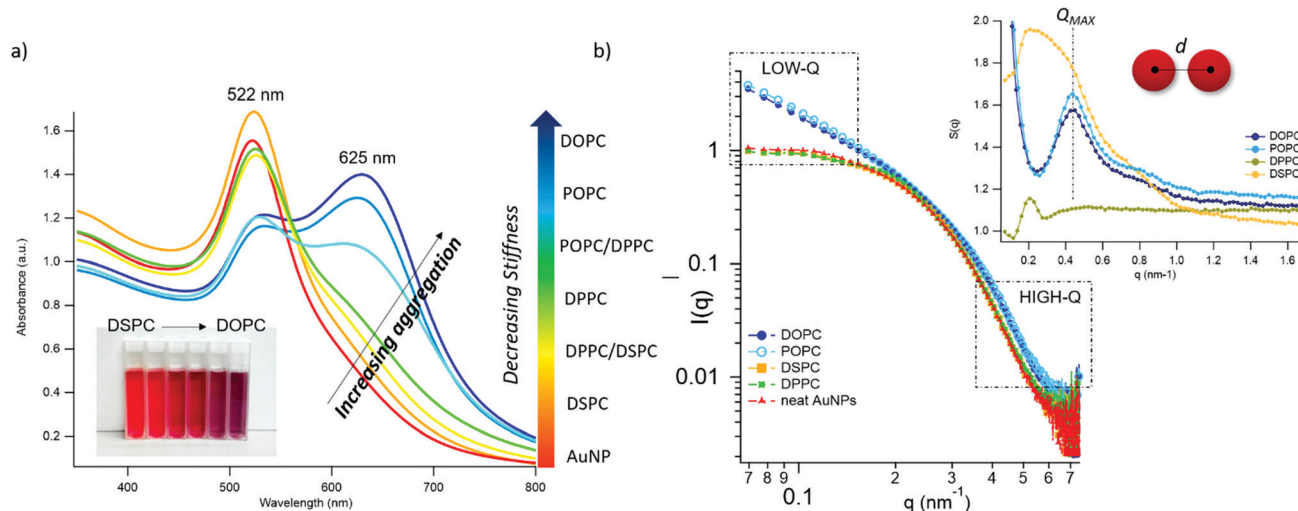 a)
522 nm
625 nm
Absorbance (a.u.)
1.8
1.6
1.4
1.2
1.0
0.8
0.6
0.4
0.2
400
500
600
700
800
Wavelength (nm)
DSPC
DOPC
Increasing aggregation
Decreasing Stiffness
DOPC
POPC
POPC/DPPC
DPPC
DPPC/DSPC
DSPC
AuNP
b)
LOW-Q
HIGH-Q
I(q)
1
0.1
0.01
DOPC
POPC
DSPC
DPPC
neat AuNPs
7 8 9
0.1
2 3 4 5 6 7
q (nm-1)
QMAX
d
S(q)
2.0
1.8
1.6
1.4
1.2
1.0
DOPC
POPC
DPPC
DSPC
0.2 0.4 0.6 0.8 1.0 1.2 1.4 1.6
q (nm-1)